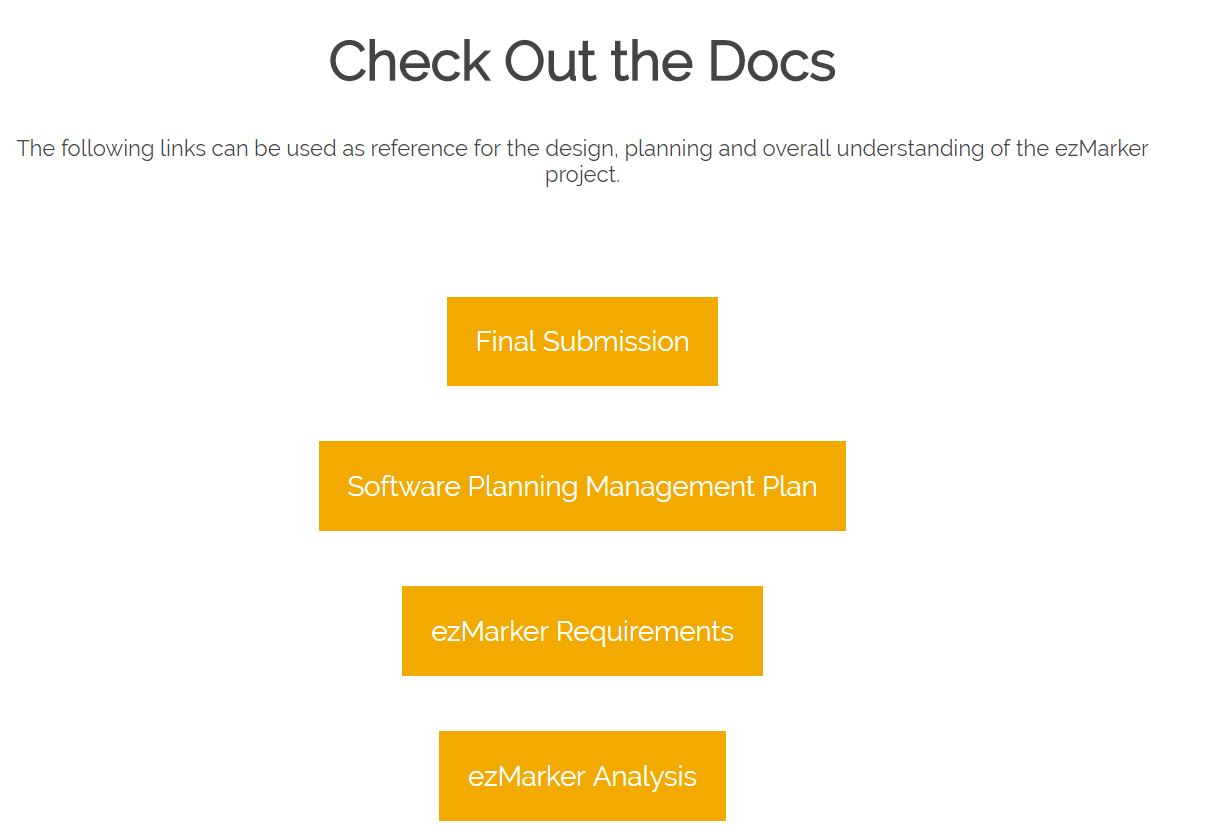 Check Out the Docs
The following links can be used as reference for the design, planning and overall understanding of the ezMarker
project.
Final Submission
Software Planning Management Plan
ezMarker Requirements
ezMarker Analysis